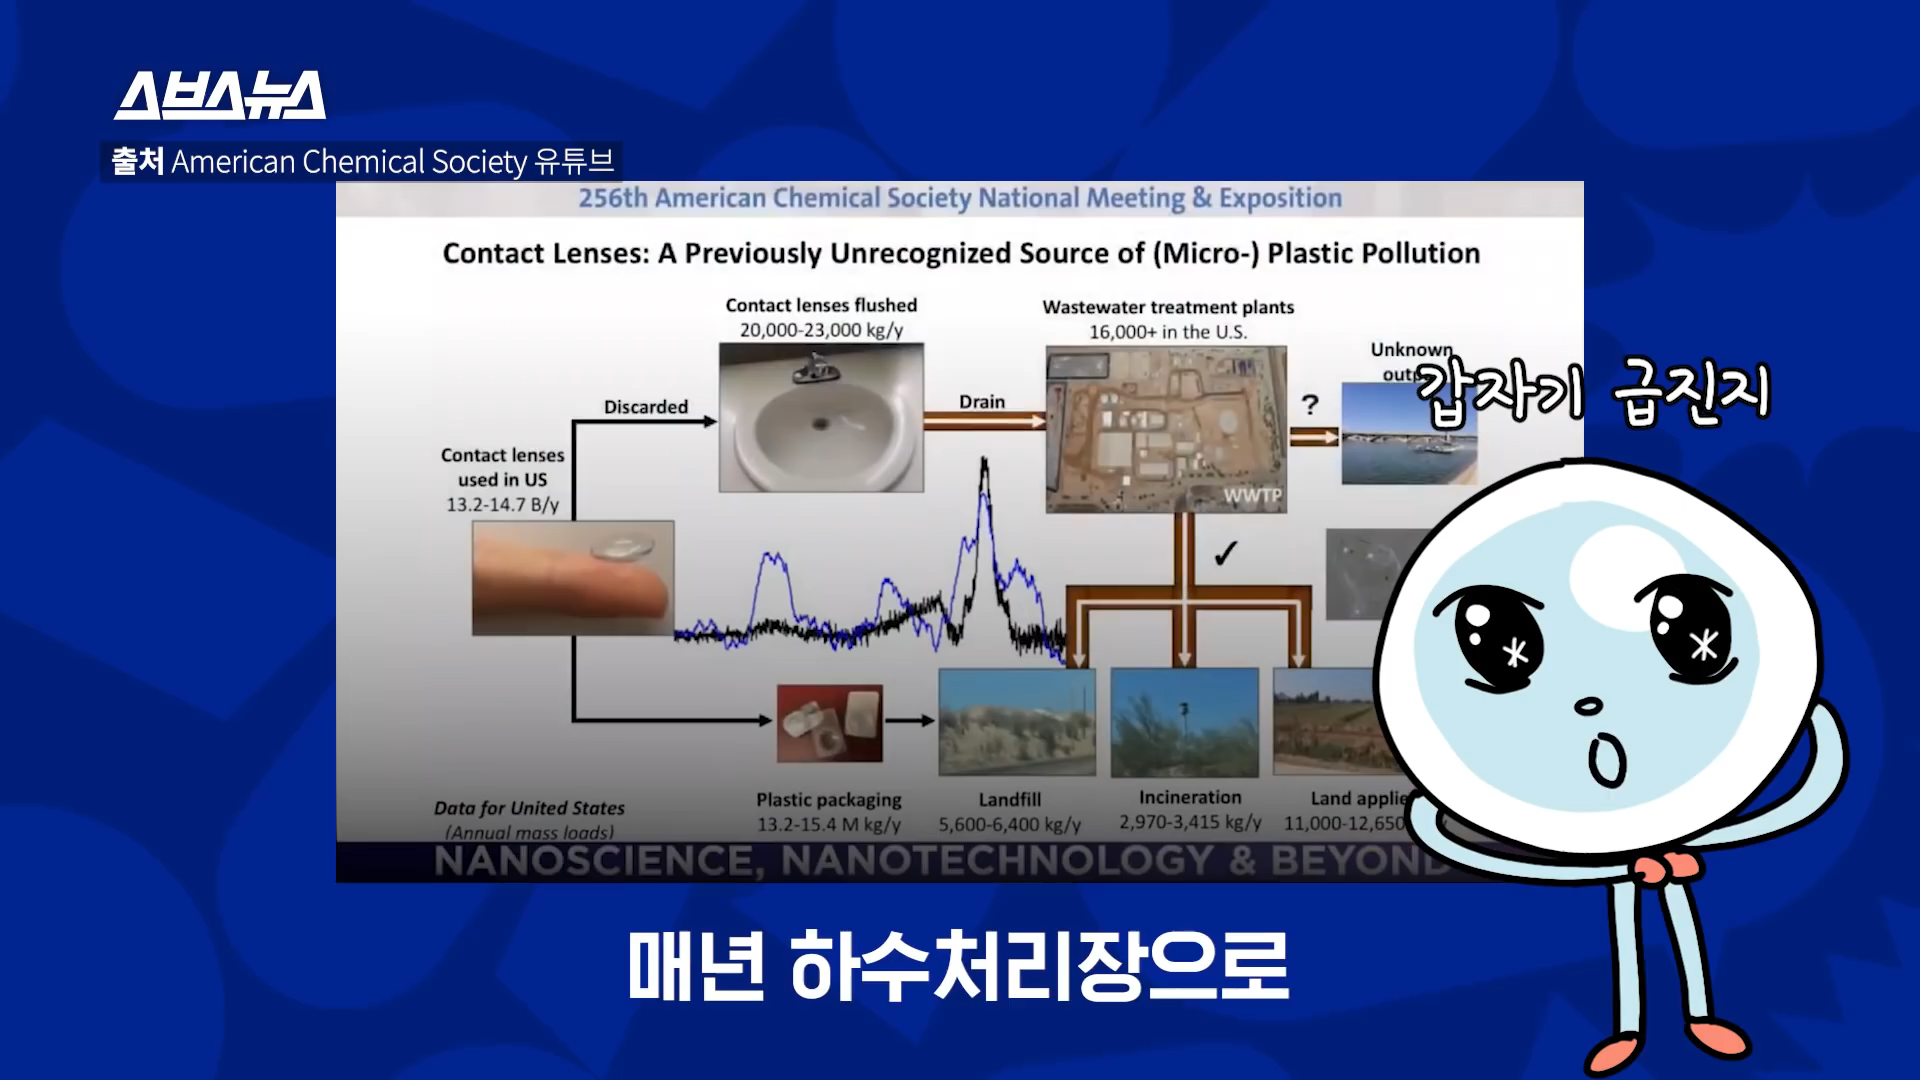 스브스뉴스
출처 American Chemical Society 유튜브
256th American Chemical Society National Meeting & Exposition
Contact Lenses: A Previously Unrecognized Source of (Micro-) Plastic Pollution
Contact lenses flushed
20,000-23,000 kg/y
Wastewater treatment plants
16,000+ in the U.S.
Unknown
갑자기 급진지
Discarded
Drain
?
Contact lenses
used in US
13.2-14.7 B/y
WWTP
✓
Plastic packaging
13.2-15.4 M kg/y
Landfill
5,600-6,400 kg/y
Incineration
2,970-3,415 kg/y
Land
11,000-12,650
Data for United States
(Annual mass loads)
NANOSCIENCE, NANOTECHNOLOGY & BEYOND
매년 하수처리장으로